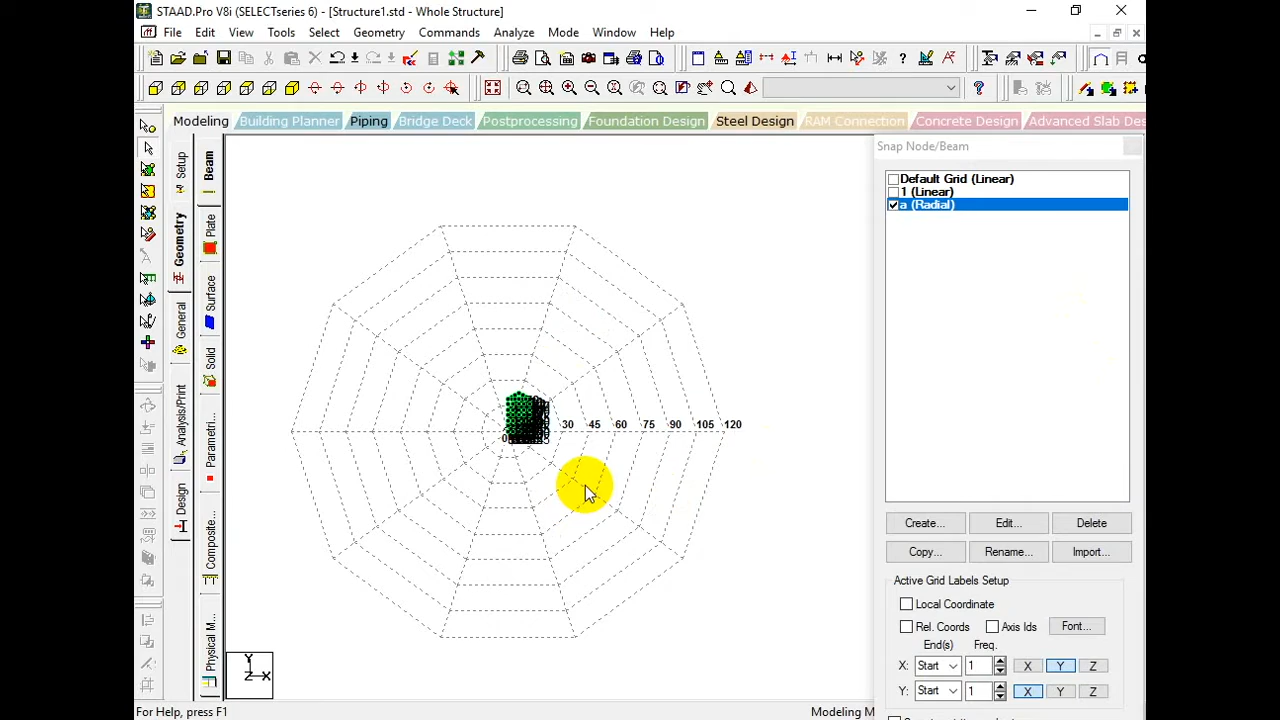 STAAD.Pro V8i (SELECTseries 6) - [Structure1.std - Whole Structure]
File Edit View Tools Select Geometry Commands Analyze Mode Window Help
Modeling Building Planner Piping Bridge Deck Postprocessing Foundation Design Steel Design RAM Connection Concrete Design Advanced Slab Des
Setup
Geometry
General
Analysis/Print
Design
Beam
Plate
Surface
Solid
Parametri...
Composite...
Physical M...
0 30 45 60 75 90 105 120
Y
Z X
Snap Node/Beam
Default Grid (Linear)
1 (Linear)
a (Radial)
Create... Edit... Delete
Copy... Rename... Import...
Active Grid Labels Setup
Local Coordinate
Rel. Coords Axis Ids Font...
End(s) Freq.
X: Start 1 X Y Z
Y: Start 1 X Y Z
For Help, press F1
Modeling M